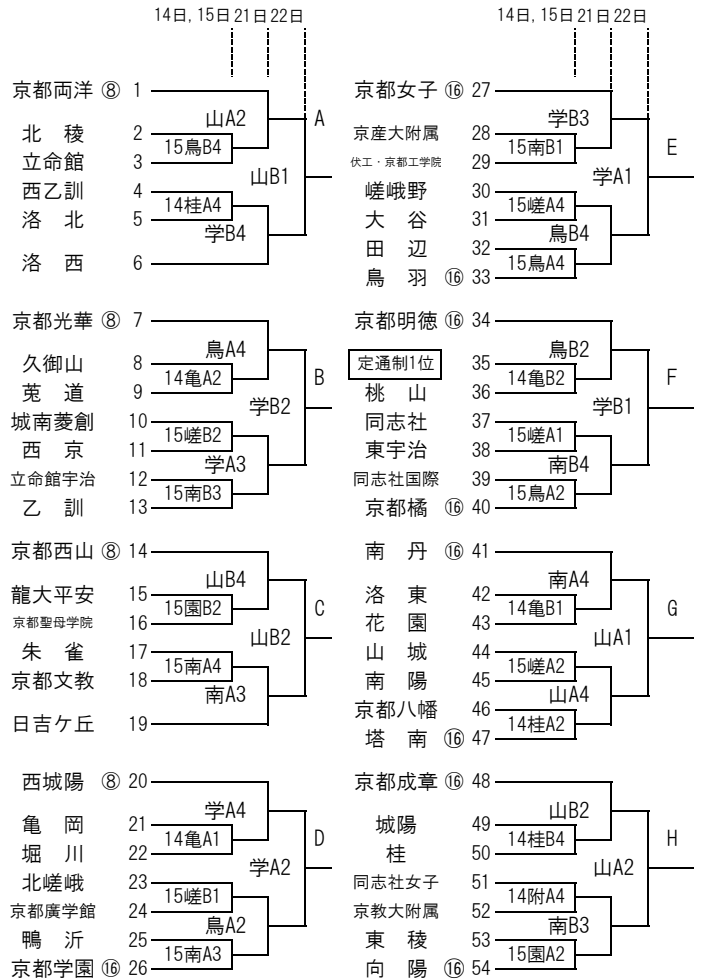 14日, 15日 21日 22日
京都両洋 ⑧ 1
山A2
A
北 稜 2
15鳥B4
立命館 3
山B1
西乙訓 4
14桂A4
洛 北 5
学B4
洛 西 6
京都光華 ⑧ 7
鳥A4
久御山 8
14亀A2
B
莵 道 9
学B2
城南菱創 10
15嵯B2
西 京 11
学A3
立命館宇治 12
15南B3
乙 訓 13
京都西山 ⑧ 14
山B4
龍大平安 15
15園B2
C
京都聖母学院 16
山B2
朱 雀 17
15南A4
京都文教 18
南A3
日吉ケ丘 19
西城陽 ⑧ 20
学A4
亀 岡 21
14亀A1
D
堀 川 22
学A2
北嵯峨 23
15嵯B1
京都廣学館 24
鳥A2
鴨 沂 25
15南A3
京都学園 ⑯ 26
14日, 15日 21日 22日
京都女子 ⑯ 27
学B3
京産大附属 28
15南B1
E
伏工・京都工学院 29
学A1
嵯峨野 30
15嵯A4
大 谷 31
鳥B4
田 辺 32
15鳥A4
鳥 羽 ⑯ 33
京都明徳 ⑯ 34
鳥B2
定通制1位 35
14亀B2
F
桃 山 36
学B1
同志社 37
15嵯A1
東宇治 38
南B4
同志社国際 39
15鳥A2
京都橘 ⑯ 40
南 丹 ⑯ 41
南A4
洛 東 42
14亀B1
G
花 園 43
山A1
山 城 44
15嵯A2
南 陽 45
山A4
京都八幡 46
14桂A2
塔 南 ⑯ 47
京都成章 ⑯ 48
山B2
城陽 49
14桂B4
H
桂 50
山A2
同志社女子 51
14附A4
京教大附属 52
南B3
東 稜 53
15園A2
向 陽 ⑯ 54